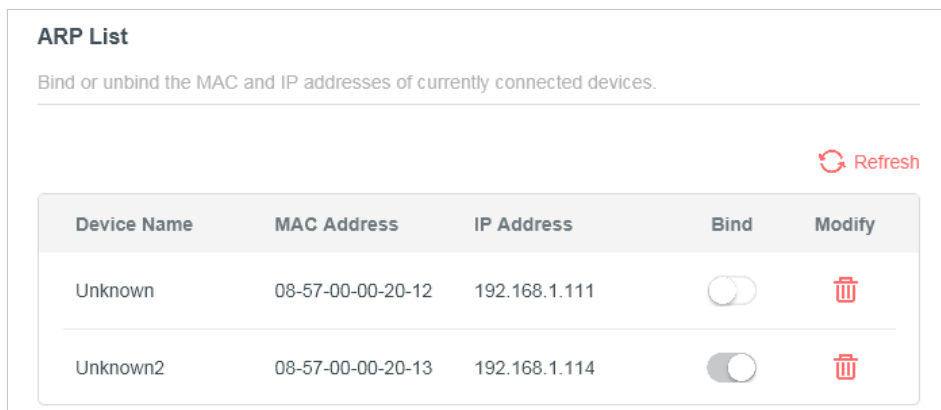 ARP List
Bind or unbind the MAC and IP addresses of currently connected devices.
Refresh
Device Name MAC Address IP Address Bind Modify
Unknown 08-57-00-00-20-12 192.168.1.111
Unknown2 08-57-00-00-20-13 192.168.1.114